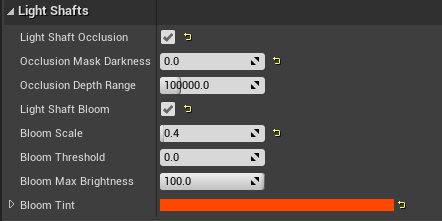 Light Shafts
Light Shaft Occlusion
Occlusion Mask Darkness 0.0
Occlusion Depth Range 100000.0
Light Shaft Bloom
Bloom Scale 0.4
Bloom Threshold 0.0
Bloom Max Brightness 100.0
Bloom Tint